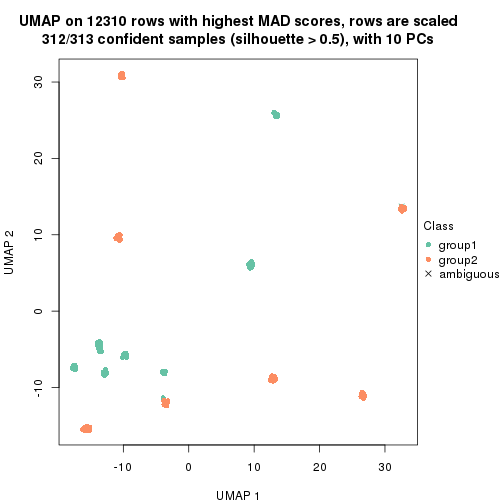 UMAP on 12310 rows with highest MAD scores, rows are scaled
312/313 confident samples (silhouette > 0.5), with 10 PCs
30
20
10
0
-10
UMAP 2
Class
group1
group2
ambiguous
-10 0 10 20 30
UMAP 1